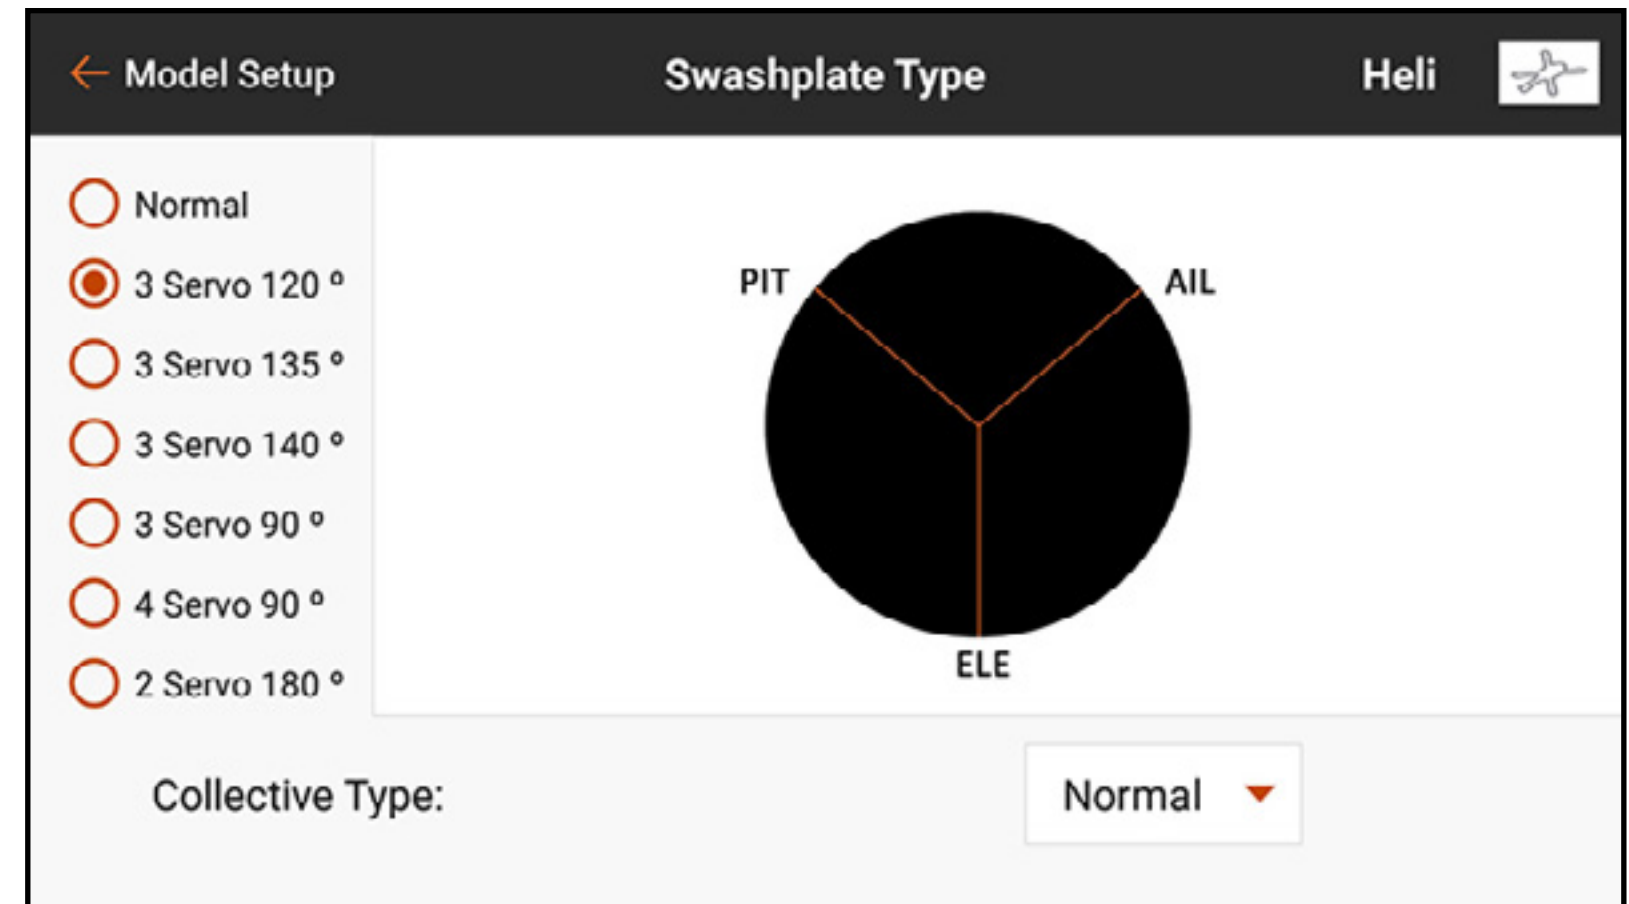 Model Setup
Swashplate Type
Heli
Normal
3 Servo 120 º
3 Servo 135 º
3 Servo 140 º
3 Servo 90 º
4 Servo 90 º
2 Servo 180 º
PIT
AIL
ELE
Collective Type:
Normal